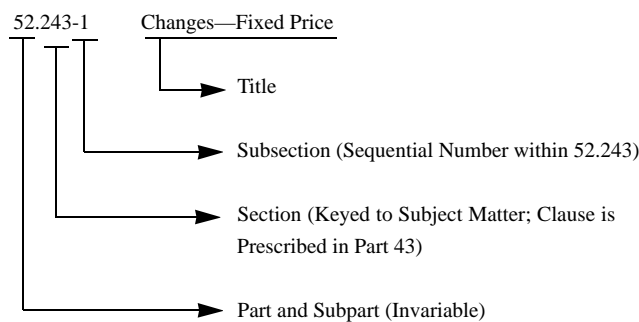 52.243-1 Changes—Fixed Price
Title
Subsection (Sequential Number within 52.243)
Section (Keyed to Subject Matter; Clause is
Prescribed in Part 43)
Part and Subpart (Invariable)